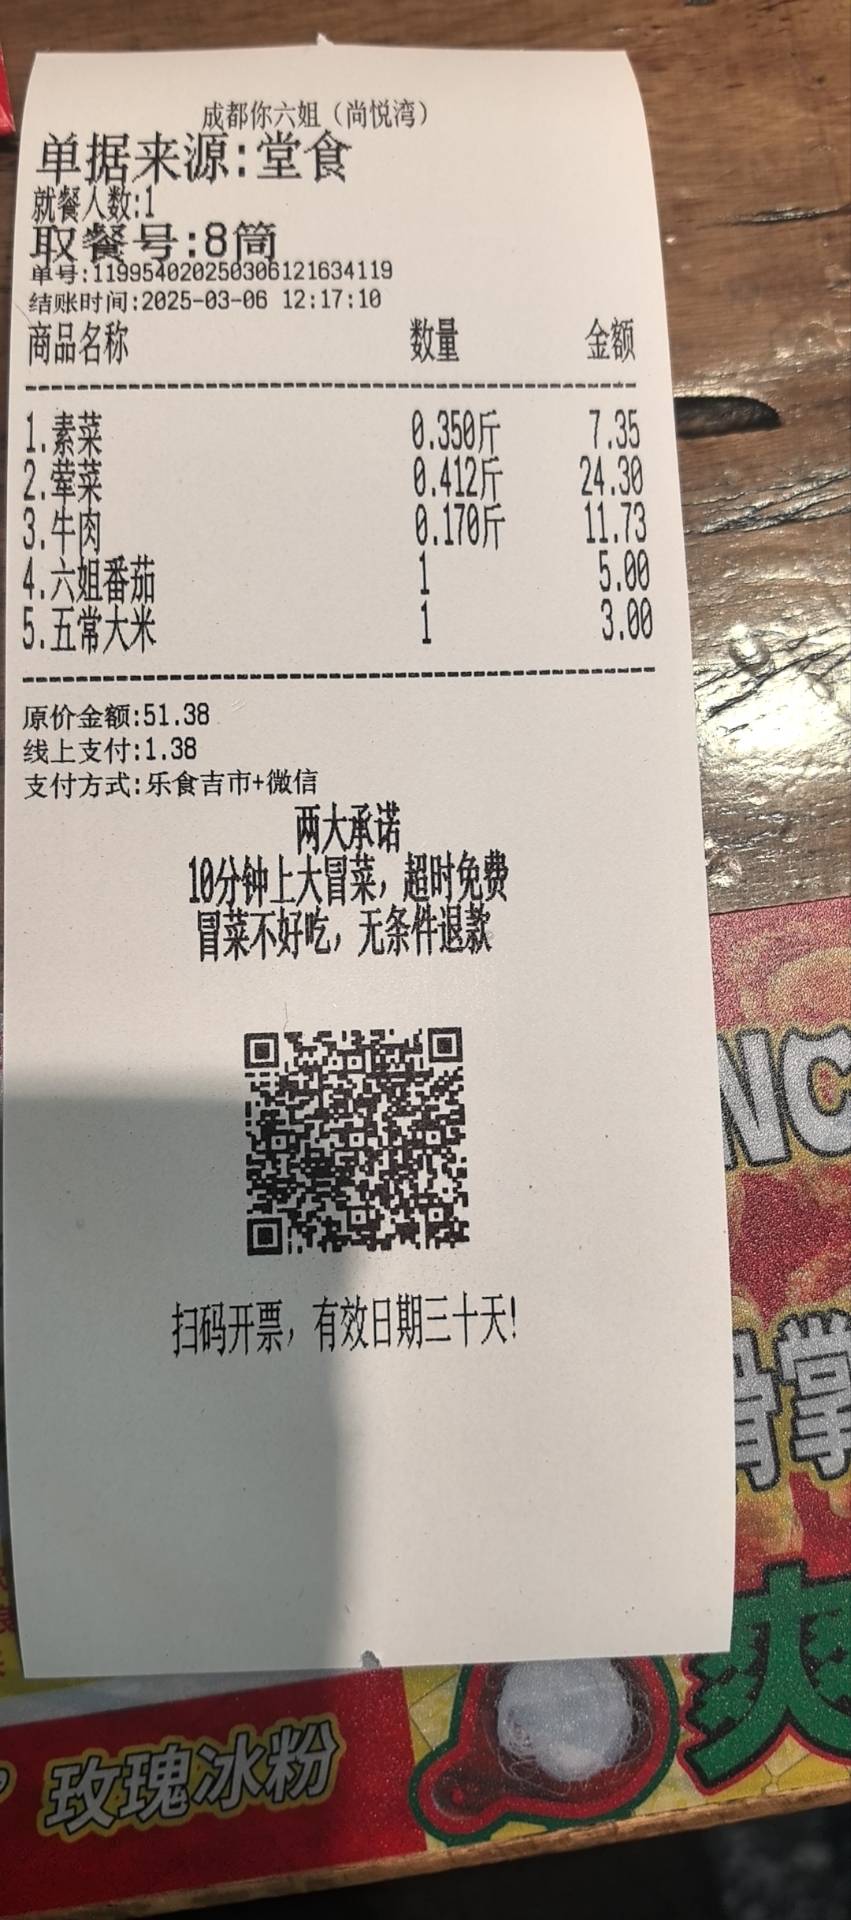 成都你六姐（尚悦湾）
单据来源:堂食
就餐人数:1
取餐号:8筒
单号:119954020250306121634119
结账时间:2025-03-06 12:17:10
商品名称 数量 金额
1.素菜 0.350斤 7.35
2.荤菜 0.412斤 24.30
3.牛肉 0.170斤 11.73
4.六姐番茄 1 5.00
5.五常大米 1 3.00
原价金额:51.38
线上支付:1.38
支付方式:乐食吉市+微信
两大承诺
10分钟上大冒菜，超时免费
冒菜不好吃，无条件退款
扫码开票，有效日期三十天!
NC
掌
爽
玫瑰冰粉